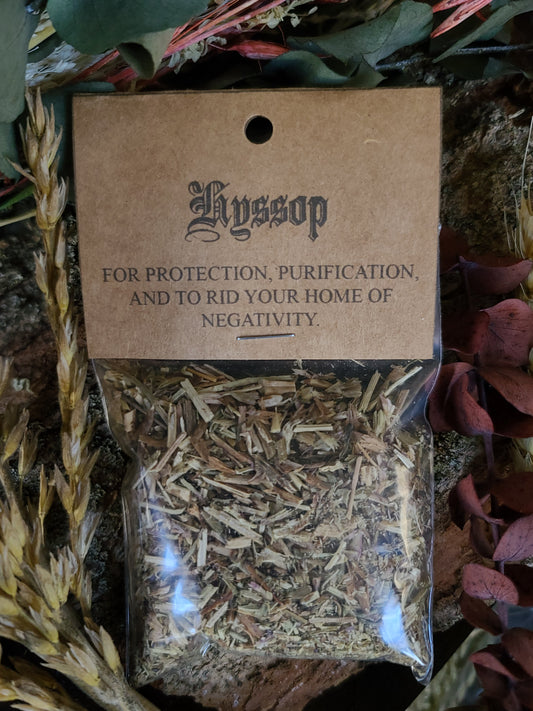 Hyssop
FOR PROTECTION, PURIFICATION,
AND TO RID YOUR HOME OF
NEGATIVITY.